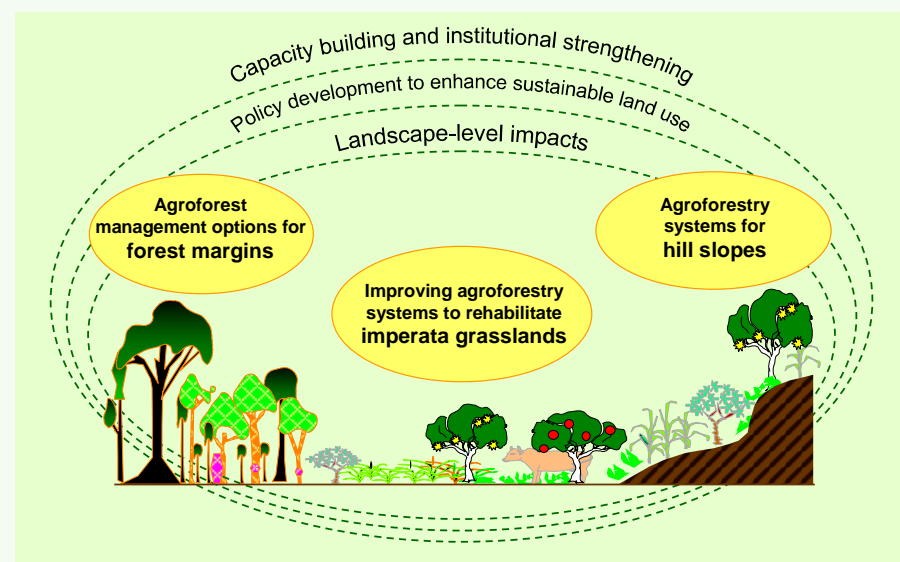 Capacity building and institutional strengthening
Policy development to enhance sustainable land use
Landscape-level impacts
Agroforest
management options for
forest margins
Agroforestry
systems for
hill slopes
Improving agroforestry
systems to rehabilitate
imperata grasslands